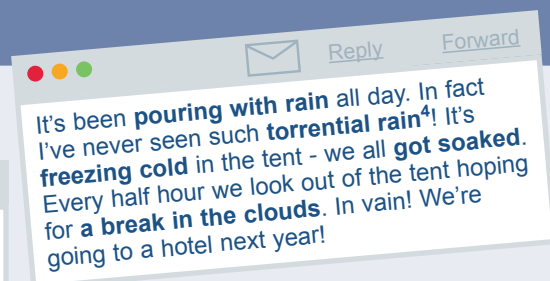 Reply Forward
It's been pouring with rain all day. In fact
I've never seen such torrential rain⁴! It's
freezing cold in the tent - we all got soaked.
Every half hour we look out of the tent hoping
for a break in the clouds. In vain! We're
going to a hotel next year!